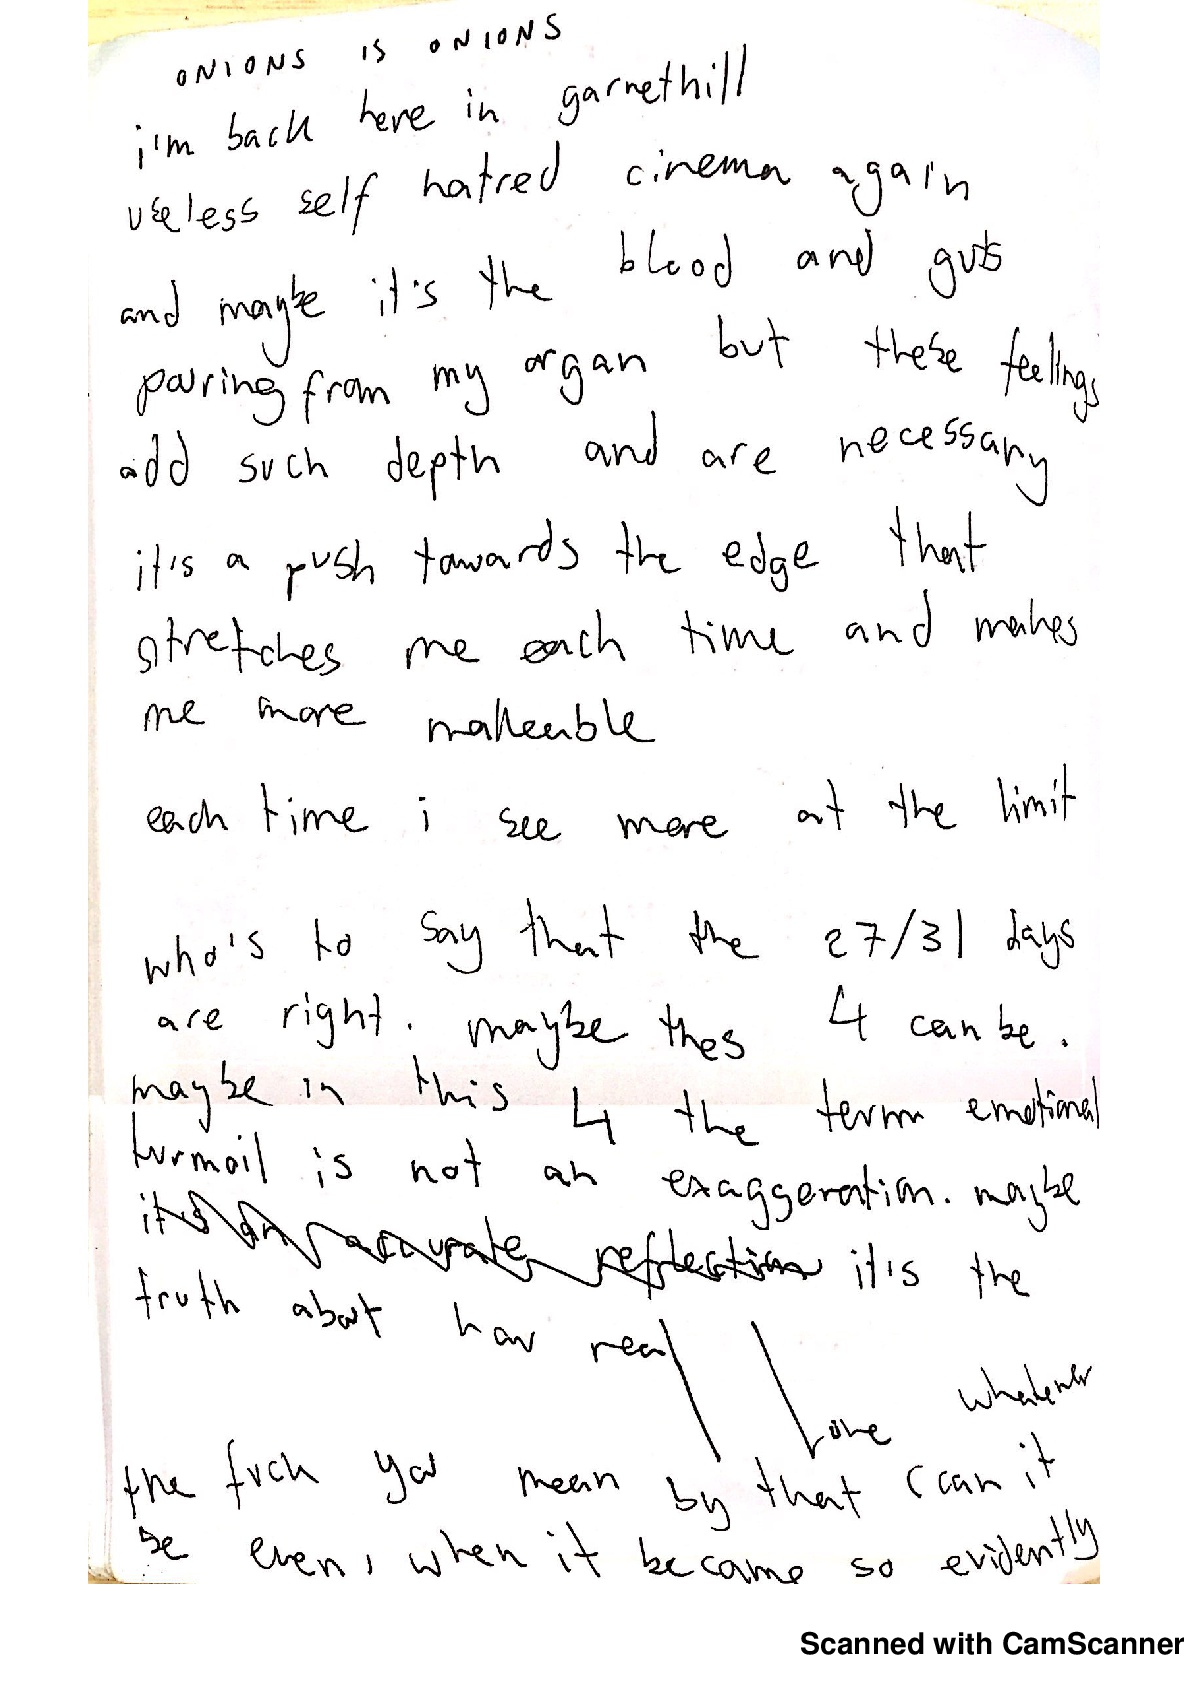 ONIONS IS ONIONS
i'm back here in garnethill
useless self hatred cinema again
and maybe it's the blood and guts
pouring from my organ but these feelings
add such depth and are necessary
it's a push towards the edge that
stretches me each time and makes
me more malleable
each time i see more at the limit
who's to say that the 27/31 days
are right. maybe thes 4 can be.
maybe in this 4 the term emotional
turmoil is not an exaggeration. maybe
it's an accurate reflection it's the
truth about how real
love whatever
the fuck you mean by that (can it
be even, when it became so evidently
Scanned with CamScanner